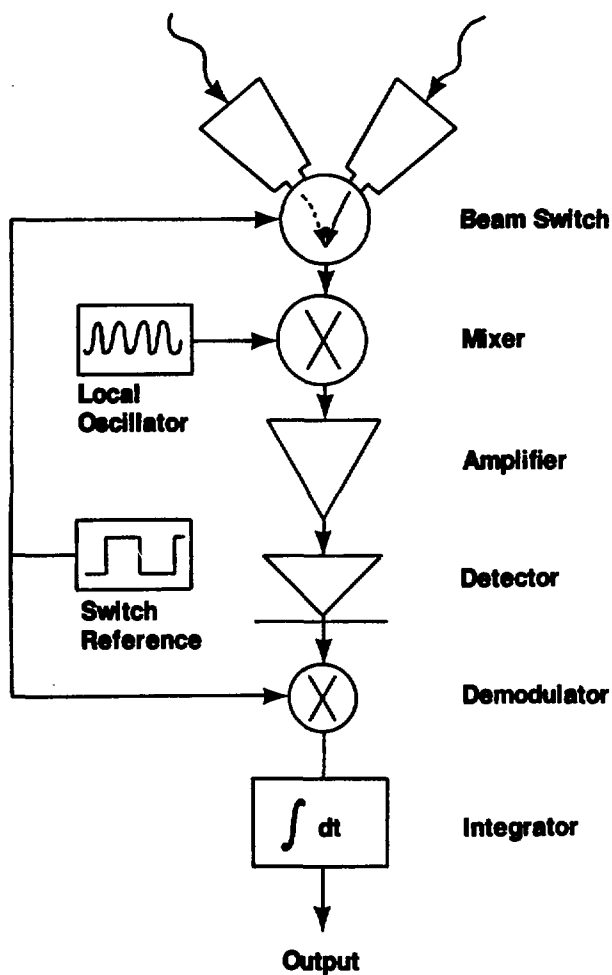 Beam Switch
Mixer
Local
Oscillator
Amplifier
Detector
Switch
Reference
Demodulator
∫ dt
Integrator
Output